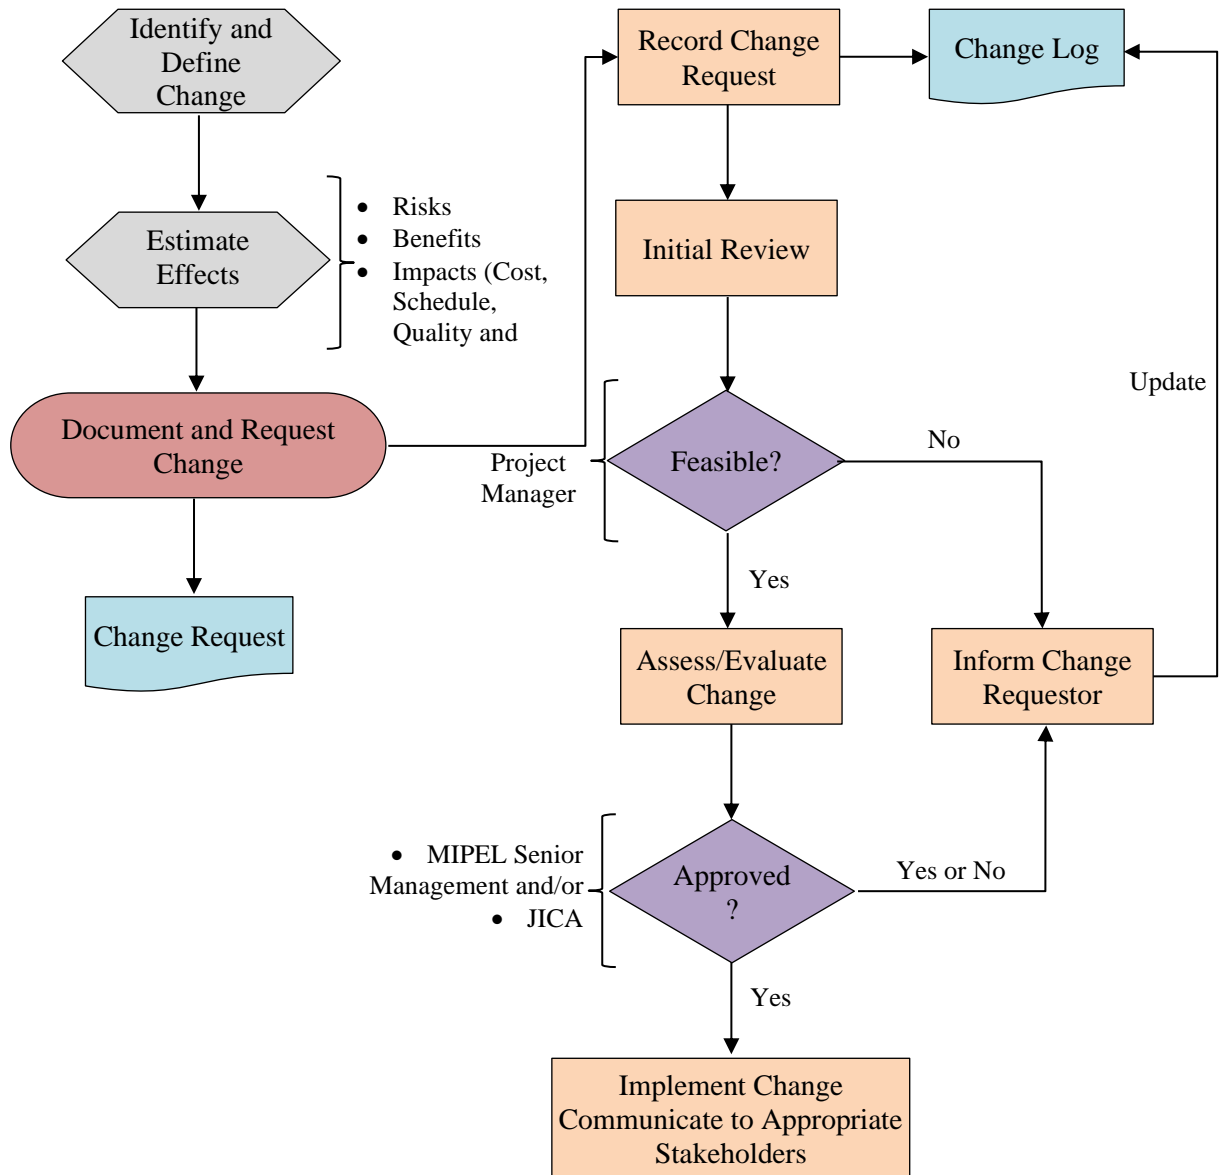 Identify and
Define
Change
Estimate
Effects
• Risks
• Benefits
• Impacts (Cost,
Schedule,
Quality and
Document and Request
Change
Change Request
Record Change
Request
Change Log
Initial Review
Update
Project
Manager
Feasible?
No
Yes
Assess/Evaluate
Change
Inform Change
Requestor
• MIPEL Senior
Management and/or
• JICA
Approved
?
Yes or No
Yes
Implement Change
Communicate to Appropriate
Stakeholders